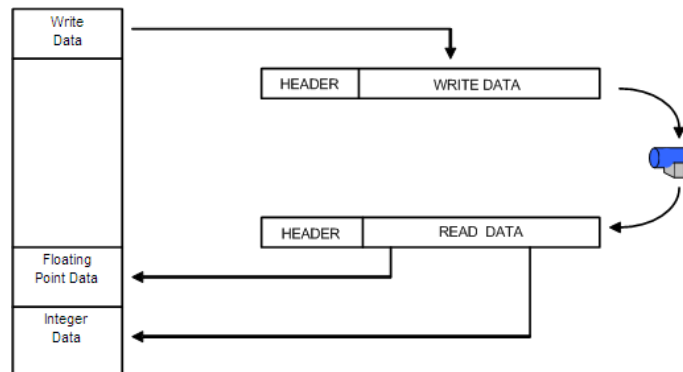 Write
Data
HEADER
WRITE DATA
HEADER
READ DATA
Floating
Point Data
Integer
Data